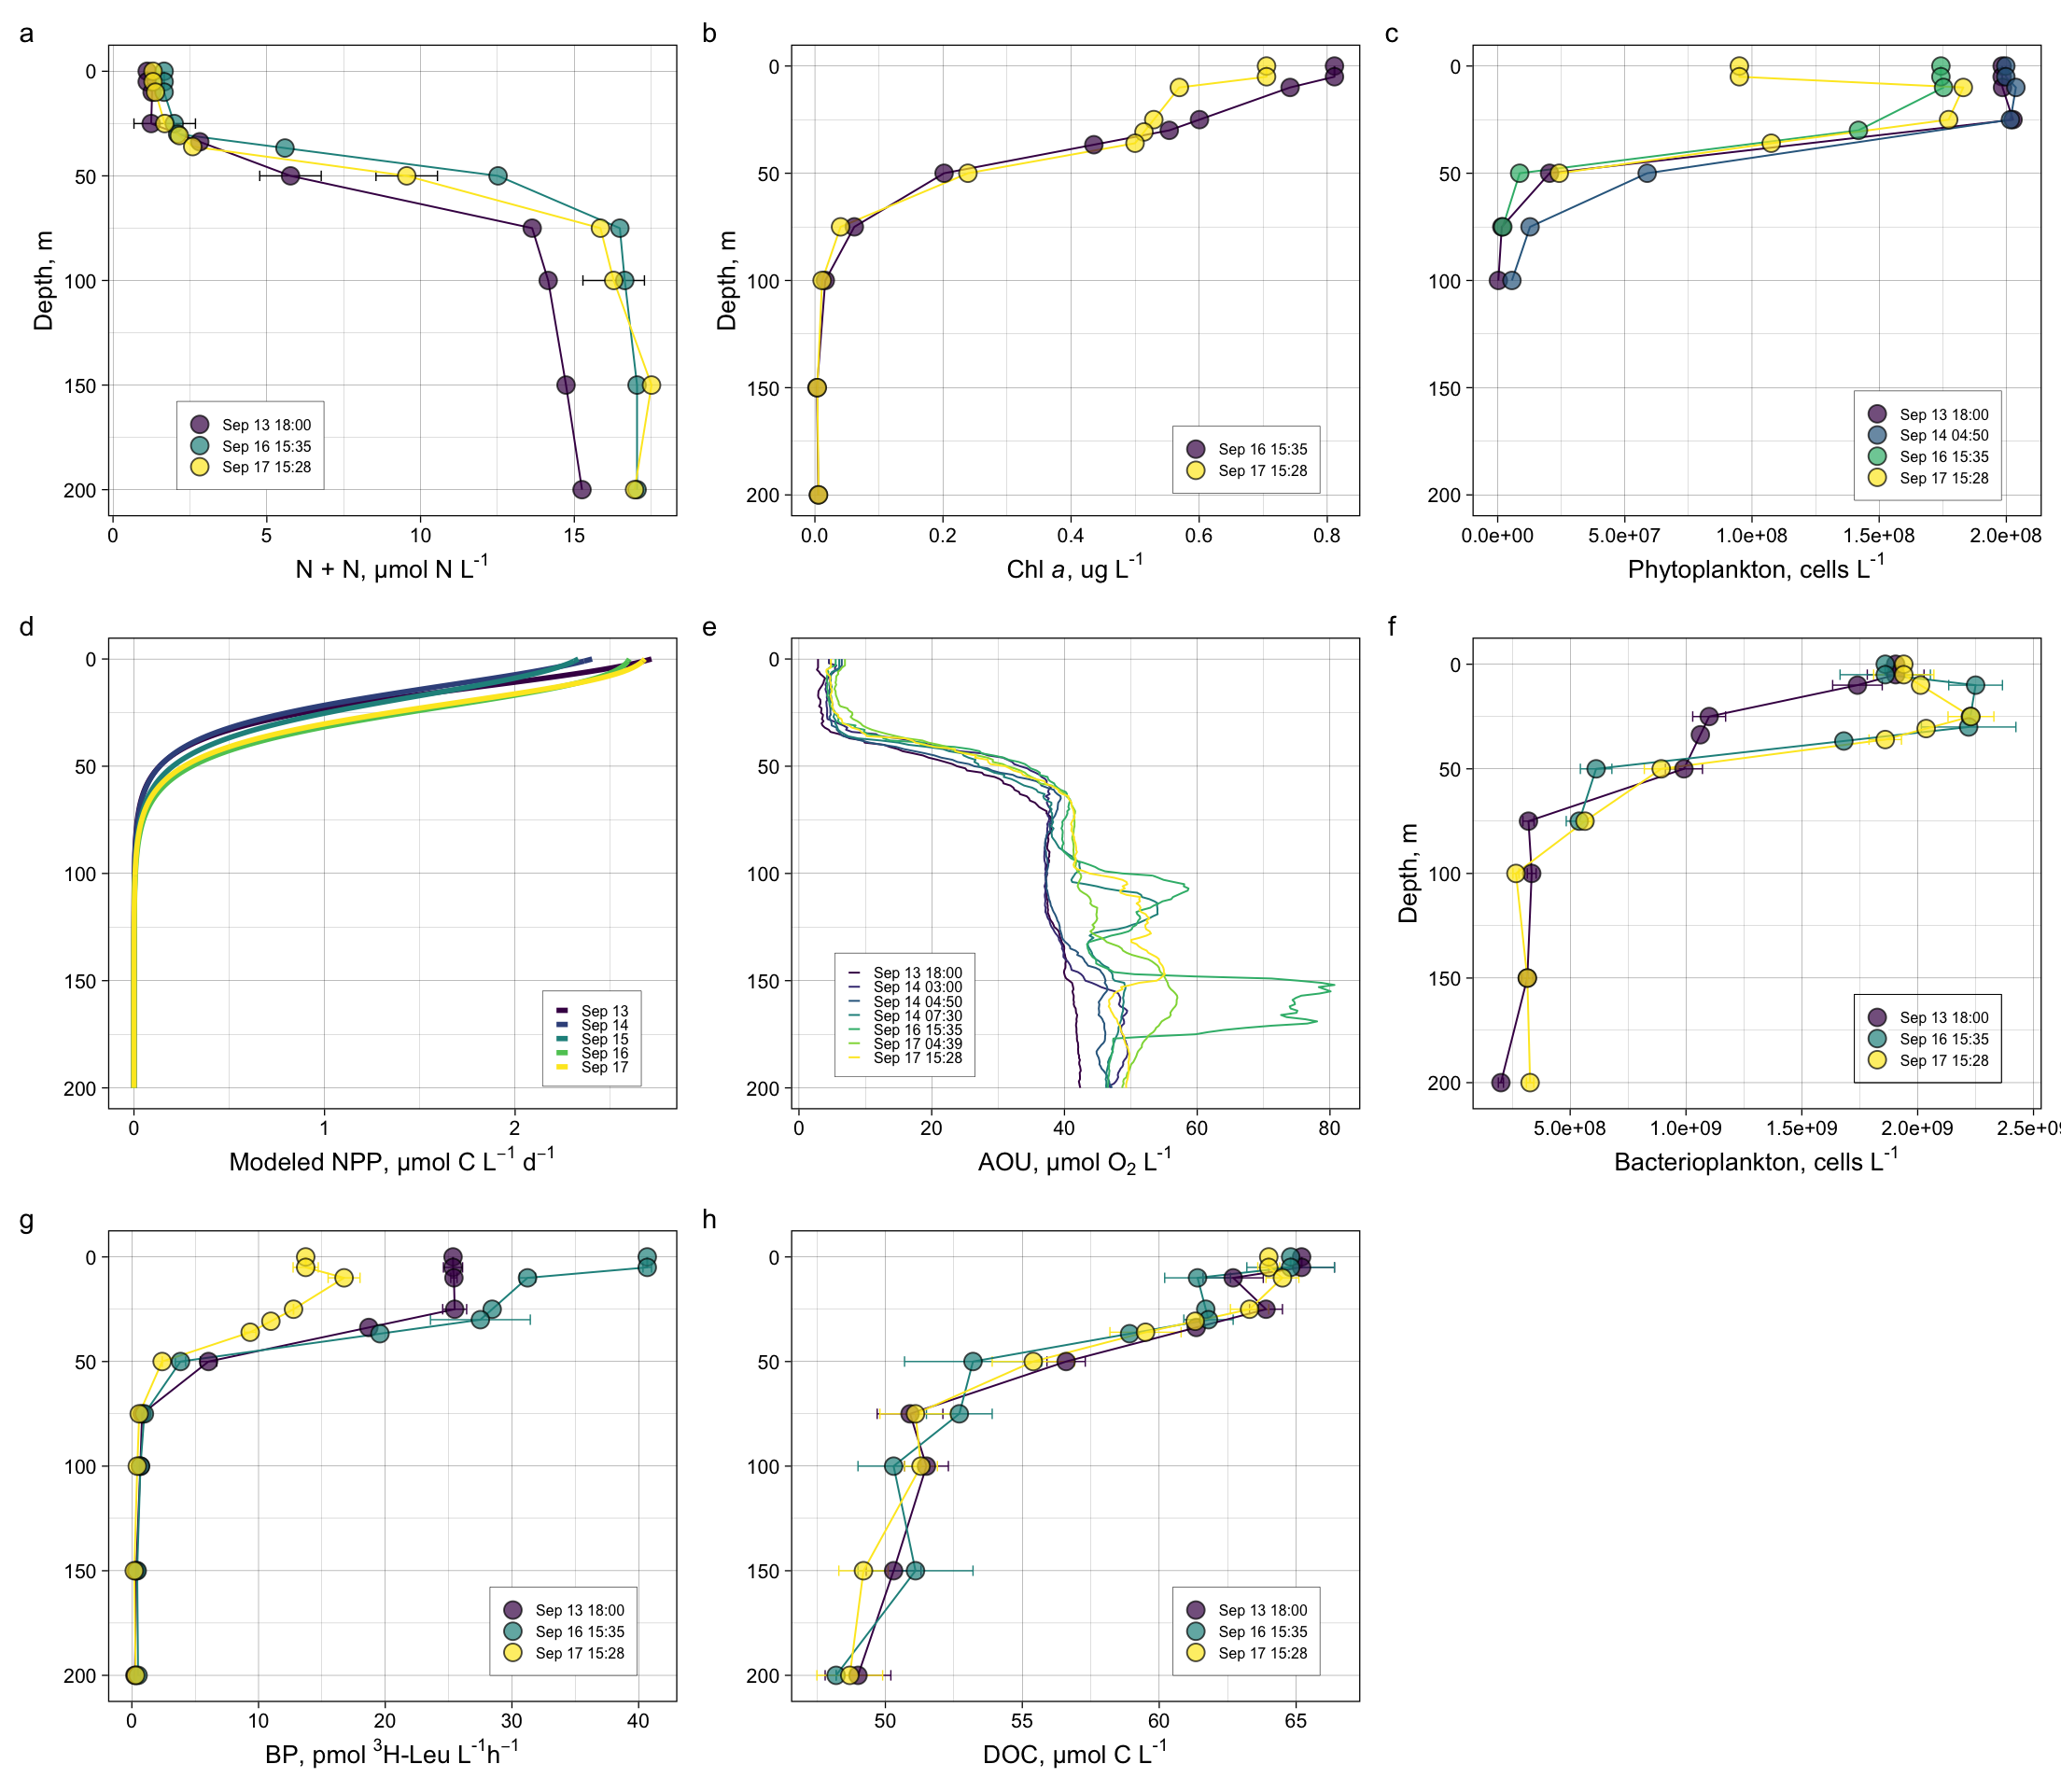 a
0
50
100
150
200
Depth, m
0
5
10
15
N + N, µmol N L⁻¹
Sep 13 18:00
Sep 16 15:35
Sep 17 15:28
b
0
50
100
150
200
Depth, m
0.0
0.2
0.4
0.6
0.8
Chl a, ug L⁻¹
Sep 16 15:35
Sep 17 15:28
c
0
50
100
150
200
0.0e+00
5.0e+07
1.0e+08
1.5e+08
2.0e+08
Phytoplankton, cells L⁻¹
Sep 13 18:00
Sep 14 04:50
Sep 16 15:35
Sep 17 15:28
d
0
50
100
150
200
0
1
2
Modeled NPP, µmol C L⁻¹ d⁻¹
Sep 13
Sep 14
Sep 15
Sep 16
Sep 17
e
0
50
100
150
200
0
20
40
60
80
AOU, µmol O₂ L⁻¹
Sep 13 18:00
Sep 14 03:00
Sep 14 04:50
Sep 14 07:30
Sep 16 15:35
Sep 17 04:39
Sep 17 15:28
f
0
50
100
150
200
Depth, m
5.0e+08
1.0e+09
1.5e+09
2.0e+09
2.5e+0
Bacterioplankton, cells L⁻¹
Sep 13 18:00
Sep 16 15:35
Sep 17 15:28
g
0
50
100
150
200
0
10
20
30
40
BP, pmol ³H-Leu L⁻¹h⁻¹
Sep 13 18:00
Sep 16 15:35
Sep 17 15:28
h
0
50
100
150
200
50
55
60
65
DOC, µmol C L⁻¹
Sep 13 18:00
Sep 16 15:35
Sep 17 15:28